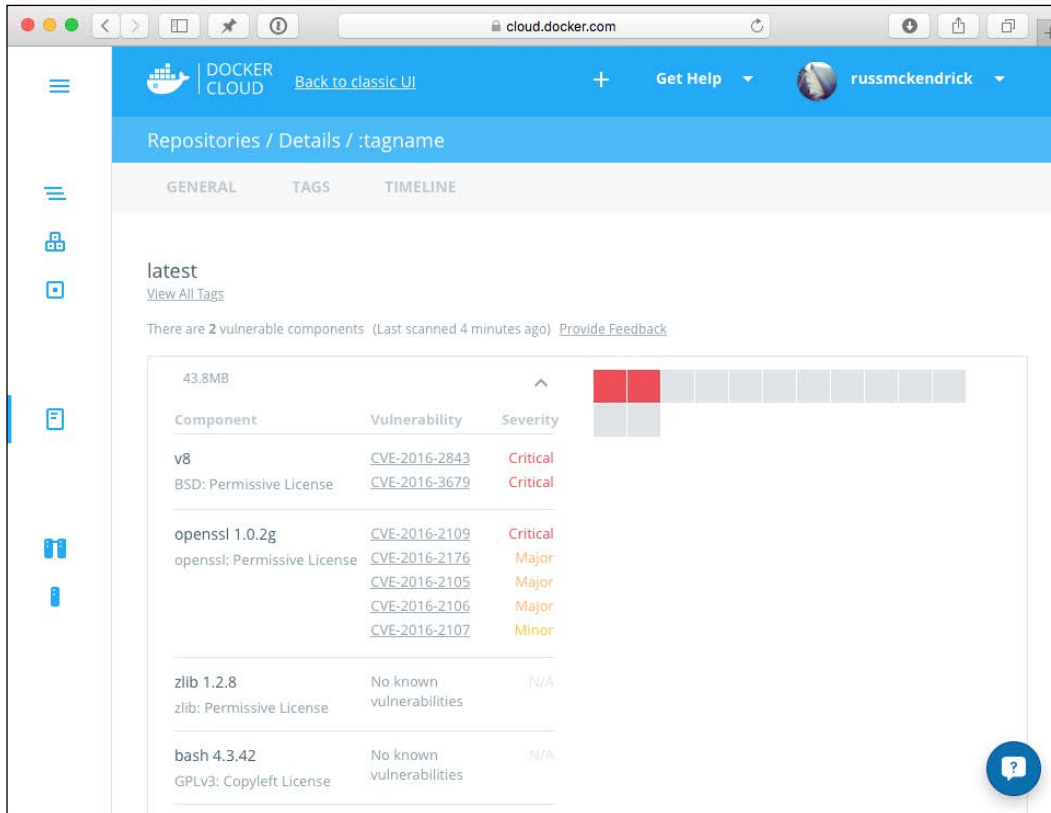 cloud.docker.com
DOCKER
CLOUD
Back to classic UI
Get Help
russmckendrick
Repositories / Details / :tagname
GENERAL TAGS TIMELINE
latest
View All Tags
There are 2 vulnerable components (Last scanned 4 minutes ago) Provide Feedback
43.8MB
Component Vulnerability Severity
v8 CVE-2016-2843 Critical
BSD: Permissive License CVE-2016-3679 Critical
openssl 1.0.2g CVE-2016-2109 Critical
openssl: Permissive License CVE-2016-2176 Major
CVE-2016-2105 Major
CVE-2016-2106 Major
CVE-2016-2107 Minor
zlib 1.2.8 No known N/A
zlib: Permissive License vulnerabilities
bash 4.3.42 No known N/A
GPLv3: Copyleft License vulnerabilities
?